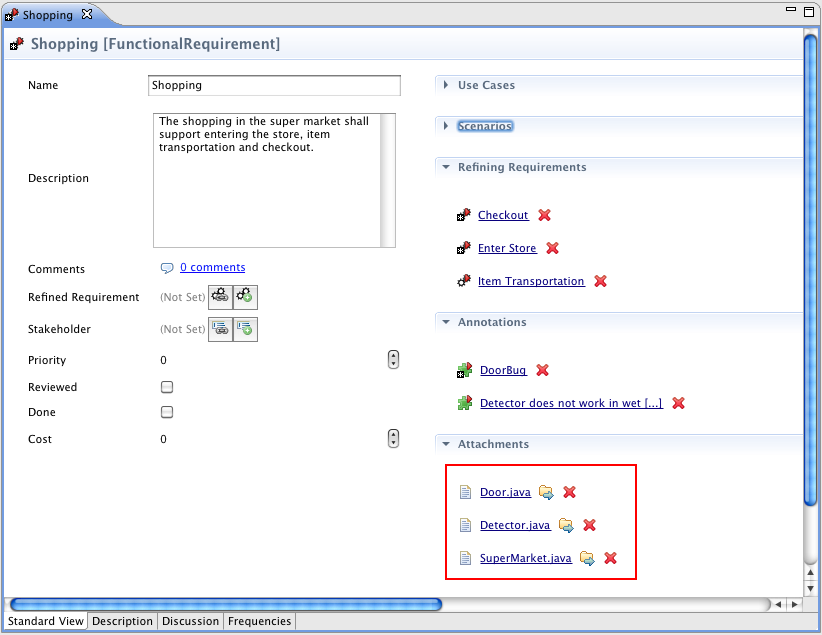 Shopping
Shopping [FunctionalRequirement]
Name
Shopping
Description
The shopping in the super market shall
support entering the store, item
transportation and checkout.
Comments
0 comments
Refined Requirement
(Not Set)
Stakeholder
(Not Set)
Priority
0
Reviewed
Done
Cost
0
Use Cases
Scenarios
Refining Requirements
Checkout
Enter Store
Item Transportation
Annotations
DoorBug
Detector does not work in wet [...]
Attachments
Door.java
Detector.java
SuperMarket.java
Standard View
Description
Discussion
Frequencies